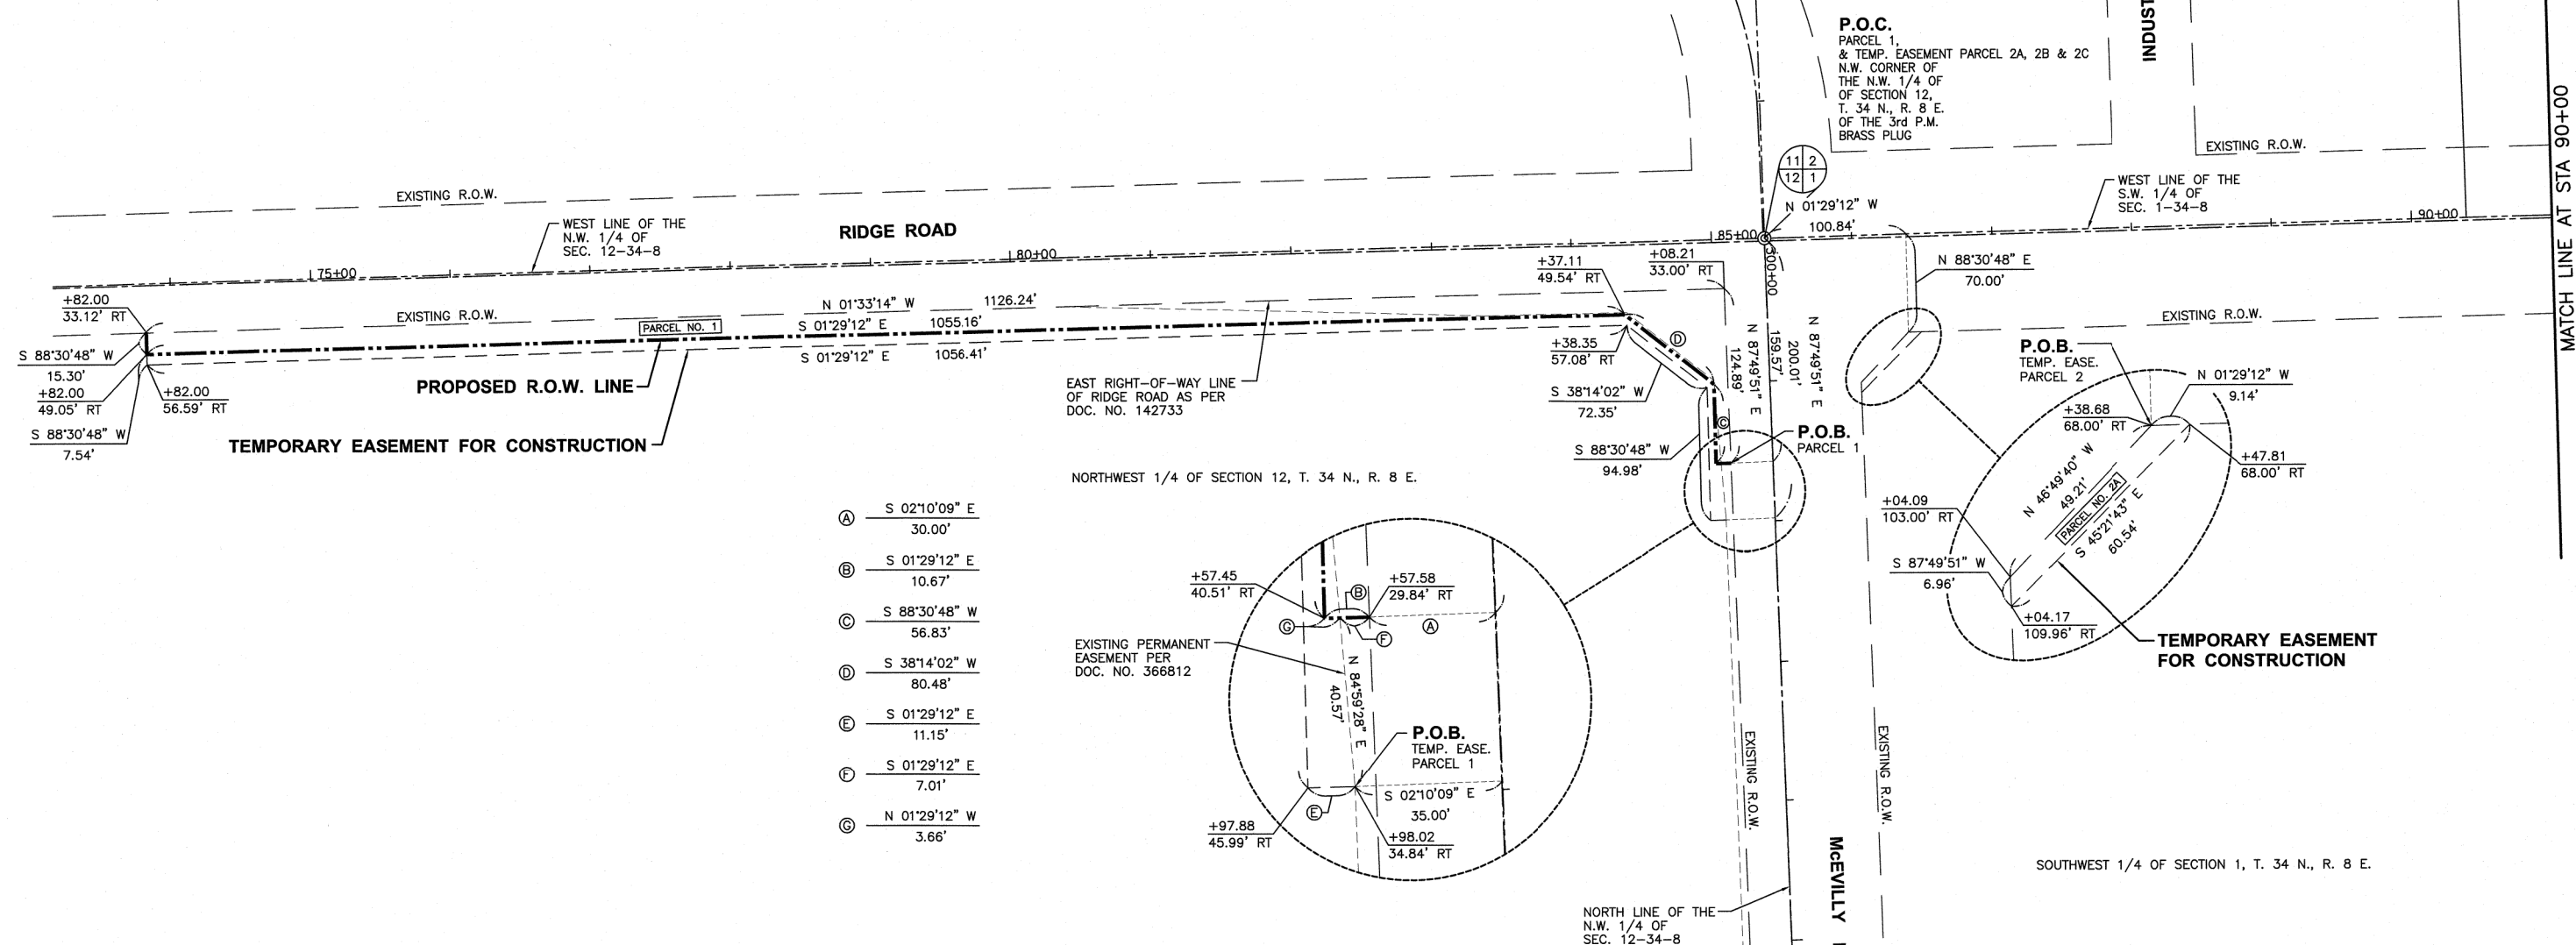 P.O.C.
PARCEL 1,
& TEMP. EASEMENT PARCEL 2A, 2B & 2C
N.W. CORNER OF
THE N.W. 1/4 OF
OF SECTION 12,
T. 34 N., R. 8 E.
OF THE 3rd P.M.
BRASS PLUG
INDUST
MATCH LINE AT STA 90+00
EXISTING R.O.W.
EXISTING R.O.W.
11 2
12 1
N 01°29'12" W
100.84'
WEST LINE OF THE
S.W. 1/4 OF
SEC. 1-34-8
90+00
WEST LINE OF THE
N.W. 1/4 OF
SEC. 12-34-8
RIDGE ROAD
75+00
80+00
85+00
300+00
+82.00
33.12' RT
EXISTING R.O.W.
PARCEL NO. 1
N 01°33'14" W 1126.24'
S 01°29'12" E 1055.16'
S 01°29'12" E 1056.41'
+37.11
49.54' RT
+08.21
33.00' RT
N 88°30'48" E
70.00'
EXISTING R.O.W.
S 88°30'48" W
15.30'
+82.00
49.05' RT
+82.00
56.59' RT
S 88°30'48" W
7.54'
PROPOSED R.O.W. LINE
TEMPORARY EASEMENT FOR CONSTRUCTION
EAST RIGHT-OF-WAY LINE
OF RIDGE ROAD AS PER
DOC. NO. 142733
+38.35
57.08' RT
D
S 38°14'02" W
72.35'
N 87°49'51" E
124.89'
159.57'
200.01'
N 87°49'51" E
C
S 88°30'48" W
94.98'
P.O.B.
PARCEL 1
P.O.B.
TEMP. EASE.
PARCEL 2
N 01°29'12" W
9.14'
+38.68
68.00' RT
+47.81
68.00' RT
N 46°49'40" W
49.21'
PARCEL NO. 2A
S 45°21'43" E
60.54'
+04.09
103.00' RT
S 87°49'51" W
6.96'
+04.17
109.96' RT
TEMPORARY EASEMENT
FOR CONSTRUCTION
NORTHWEST 1/4 OF SECTION 12, T. 34 N., R. 8 E.
A S 02°10'09" E
30.00'
B S 01°29'12" E
10.67'
C S 88°30'48" W
56.83'
D S 38°14'02" W
80.48'
E S 01°29'12" E
11.15'
F S 01°29'12" E
7.01'
G N 01°29'12" W
3.66'
+57.45
40.51' RT
+57.58
29.84' RT
B
G
F
A
EXISTING PERMANENT
EASEMENT PER
DOC. NO. 366812
N 84°59'28" E
40.57'
P.O.B.
TEMP. EASE.
PARCEL 1
S 02°10'09" E
35.00'
E
+97.88
45.99' RT
+98.02
34.84' RT
EXISTING R.O.W.
EXISTING R.O.W.
McEVILLY
NORTH LINE OF THE
N.W. 1/4 OF
SEC. 12-34-8
SOUTHWEST 1/4 OF SECTION 1, T. 34 N., R. 8 E.